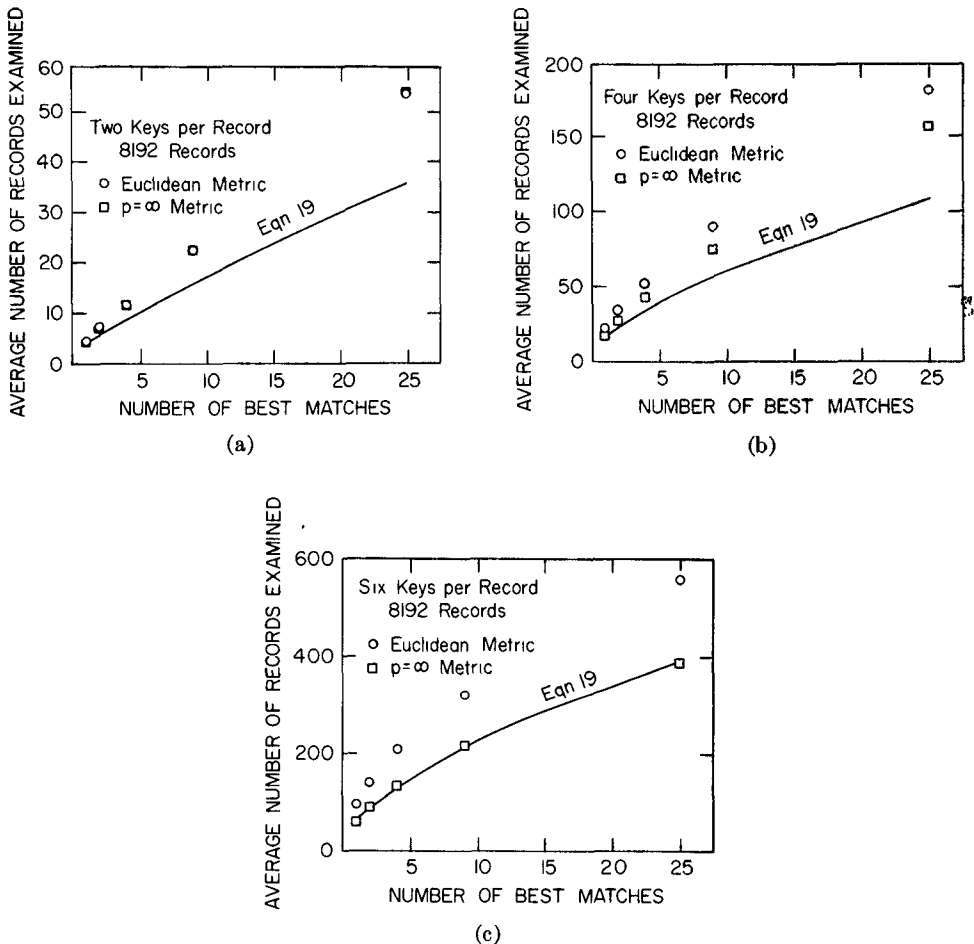 AVERAGE NUMBER OF RECORDS EXAMINED
60
50
40
30
20
10
0
Two Keys per Record
8192 Records
○ Euclidean Metric
□ p=∞ Metric
Eqn 19
5 10 15 20 25
NUMBER OF BEST MATCHES
(a)
AVERAGE NUMBER OF RECORDS EXAMINED
200
150
100
50
0
Four Keys per Record
8192 Records
○ Euclidean Metric
□ p=∞ Metric
Eqn 19
5 10 15 20 25
NUMBER OF BEST MATCHES
(b)
AVERAGE NUMBER OF RECORDS EXAMINED
600
400
200
0
Six Keys per Record
8192 Records
○ Euclidean Metric
□ p=∞ Metric
Eqn 19
5 10 15 20 25
NUMBER OF BEST MATCHES
(c)